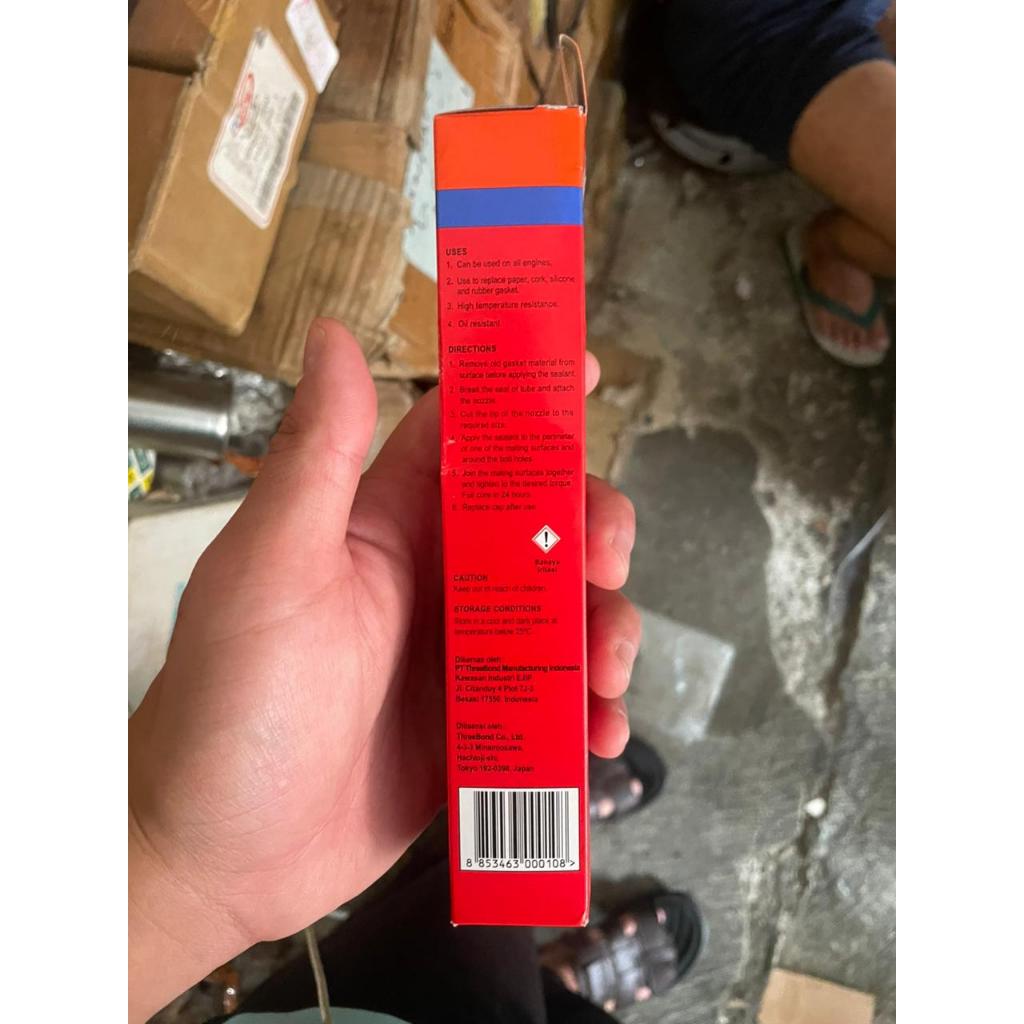 USES
1. Can be used on all engines.
2. Use to replace paper, cork, silicone
and rubber gasket.
3. High temperature resistance.
4. Oil resistant
DIRECTIONS
1. Remove old gasket material from
surface before applying the sealant.
2. Break the seal of tube and attach
the nozzle.
3. Cut the tip of the nozzle to the
required size.
4. Apply the sealant to the perimeter
of one of the mating surfaces and
around the bolt holes.
5. Join the mating surfaces together
and tighten to the desired torque.
Full cure in 24 hours.
6. Replace cap after use.
!
Bahaya
Iritasi
CAUTION
Keep out of reach of children.
STORAGE CONDITIONS
Store in a cool and dark place, at
temperature below 25°C.
Dikemas oleh:
PT ThreeBond Manufacturing Indonesia
Kawasan Industri EJIP
Jl. Citanduy 4 Plot 7J-2
Bekasi 17550, Indonesia
Dilisensi oleh :
ThreeBond Co., Ltd.
4-3-3 Minamiosawa,
Hachioji-shi,
Tokyo 192-0398, Japan
8 853463 000108 >